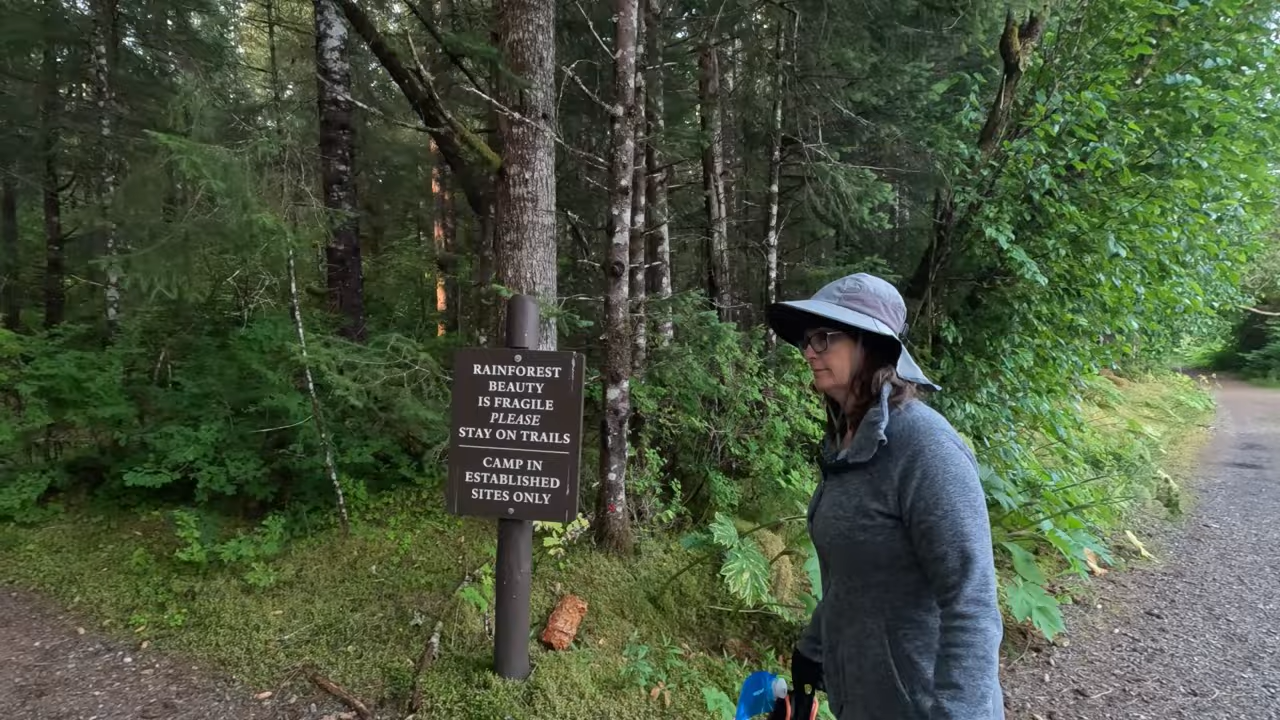 RAINFOREST
BEAUTY
IS FRAGILE
PLEASE
STAY ON TRAILS
CAMP IN
ESTABLISHED
SITES ONLY